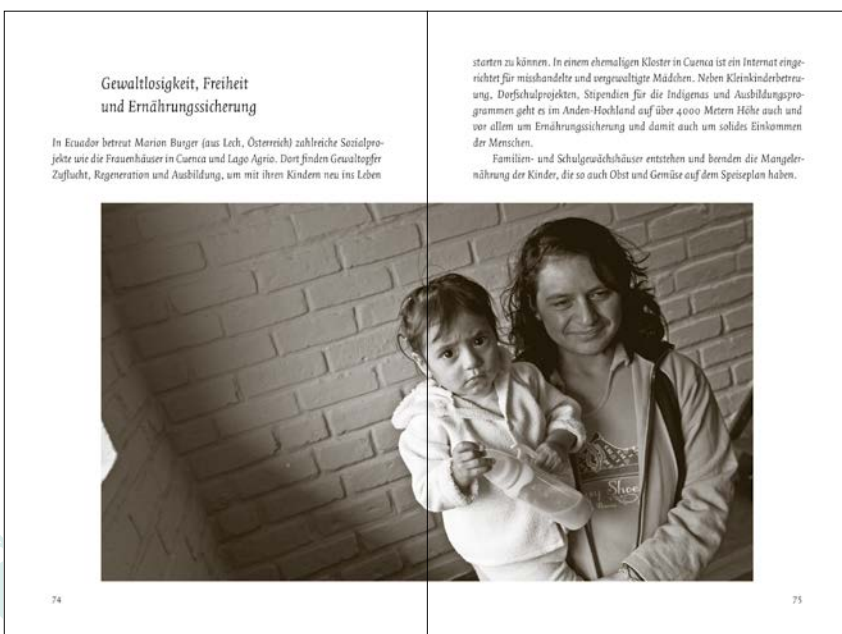 Gewaltlosigkeit, Freiheit
und Ernährungssicherung
In Ecuador betreut Marion Burger (aus Lech, Österreich) zahlreiche Sozialpro-
jekte wie die Frauenhäuser in Cuenca und Lago Agrio. Dort finden Gewaltopfer
Zuflucht, Regeneration und Ausbildung, um mit ihren Kindern neu ins Leben
74
starten zu können. In einem ehemaligen Kloster in Cuenca ist ein Internat einge-
richtet für misshandelte und vergewaltigte Mädchen. Neben Kleinkinderbetreu-
ung, Dorfschulprojekten, Stipendien für die Indigenas und Ausbildungspro-
grammen geht es im Anden-Hochland auf über 4000 Metern Höhe auch und
vor allem um Ernährungssicherung und damit auch um solides Einkommen
der Menschen.
Familien- und Schulgewächshäuser entstehen und beenden die Mangeler-
nährung der Kinder, die so auch Obst und Gemüse auf dem Speiseplan haben.
75